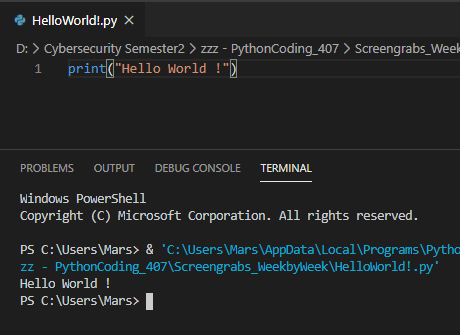 HelloWorld!.py ×
D: > Cybersecurity Semester2 > zzz - PythonCoding_407 > Screengrabs_Week
1 print("Hello World !")
PROBLEMS OUTPUT DEBUG CONSOLE TERMINAL
Windows PowerShell
Copyright (C) Microsoft Corporation. All rights reserved.
PS C:\Users\Mars> & 'C:\Users\Mars\AppData\Local\Programs\Pytho
zz - PythonCoding_407\Screengrabs_WeekbyWeek\HelloWorld!.py'
Hello World !
PS C:\Users\Mars>